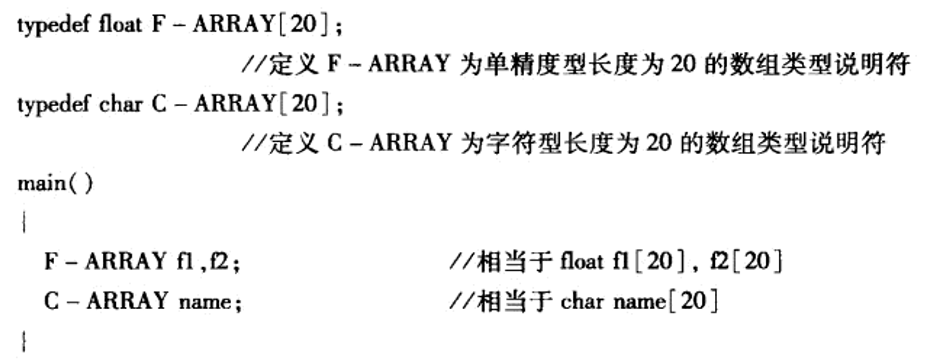 typedef float F – ARRAY[20];
//定义 F – ARRAY 为单精度型长度为 20 的数组类型说明符
typedef char C – ARRAY[20];
//定义 C – ARRAY 为字符型长度为 20 的数组类型说明符
main( )
{
F – ARRAY f1,f2; //相当于 float f1[20], f2[20]
C – ARRAY name; //相当于 char name[20]
}